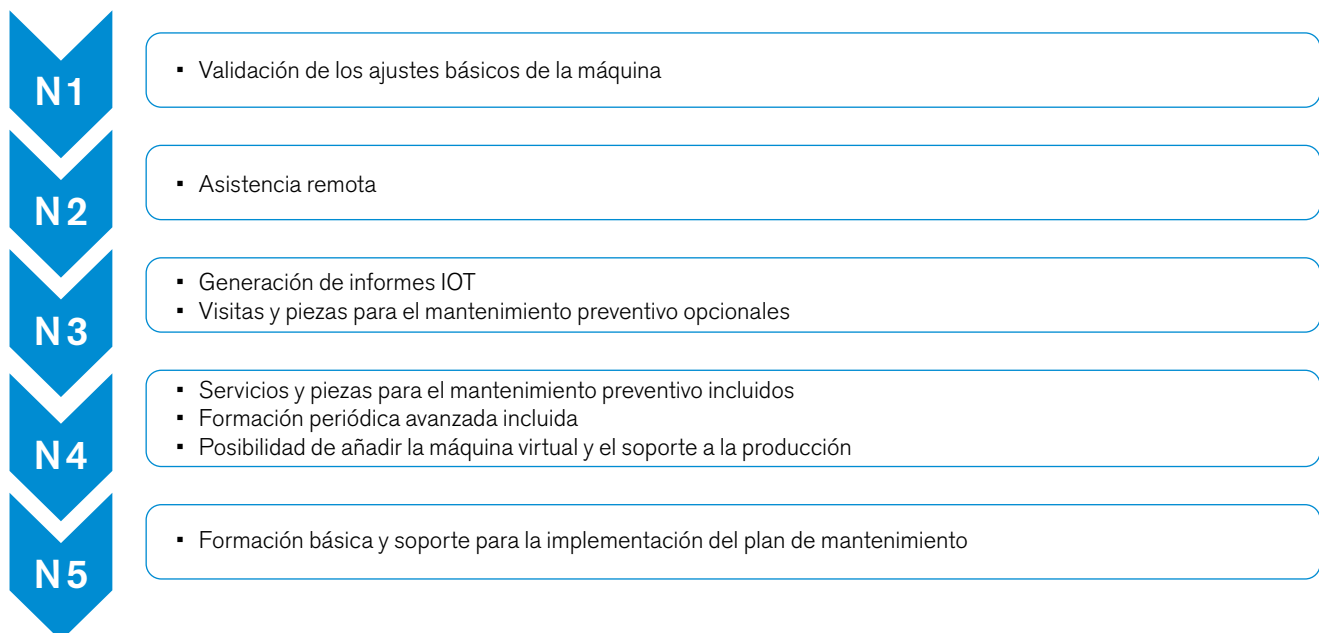 N1
▪ Validación de los ajustes básicos de la máquina
N2
▪ Asistencia remota
N3
▪ Generación de informes IOT
▪ Visitas y piezas para el mantenimiento preventivo opcionales
N4
▪ Servicios y piezas para el mantenimiento preventivo incluidos
▪ Formación periódica avanzada incluida
▪ Posibilidad de añadir la máquina virtual y el soporte a la producción
N5
▪ Formación básica y soporte para la implementación del plan de mantenimiento